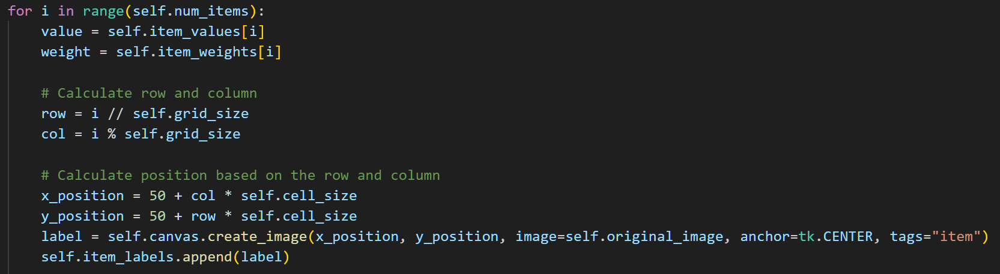 for i in range(self.num_items):
    value = self.item_values[i]
    weight = self.item_weights[i]

    # Calculate row and column
    row = i // self.grid_size
    col = i % self.grid_size

    # Calculate position based on the row and column
    x_position = 50 + col * self.cell_size
    y_position = 50 + row * self.cell_size
    label = self.canvas.create_image(x_position, y_position, image=self.original_image, anchor=tk.CENTER, tags="item")
    self.item_labels.append(label)